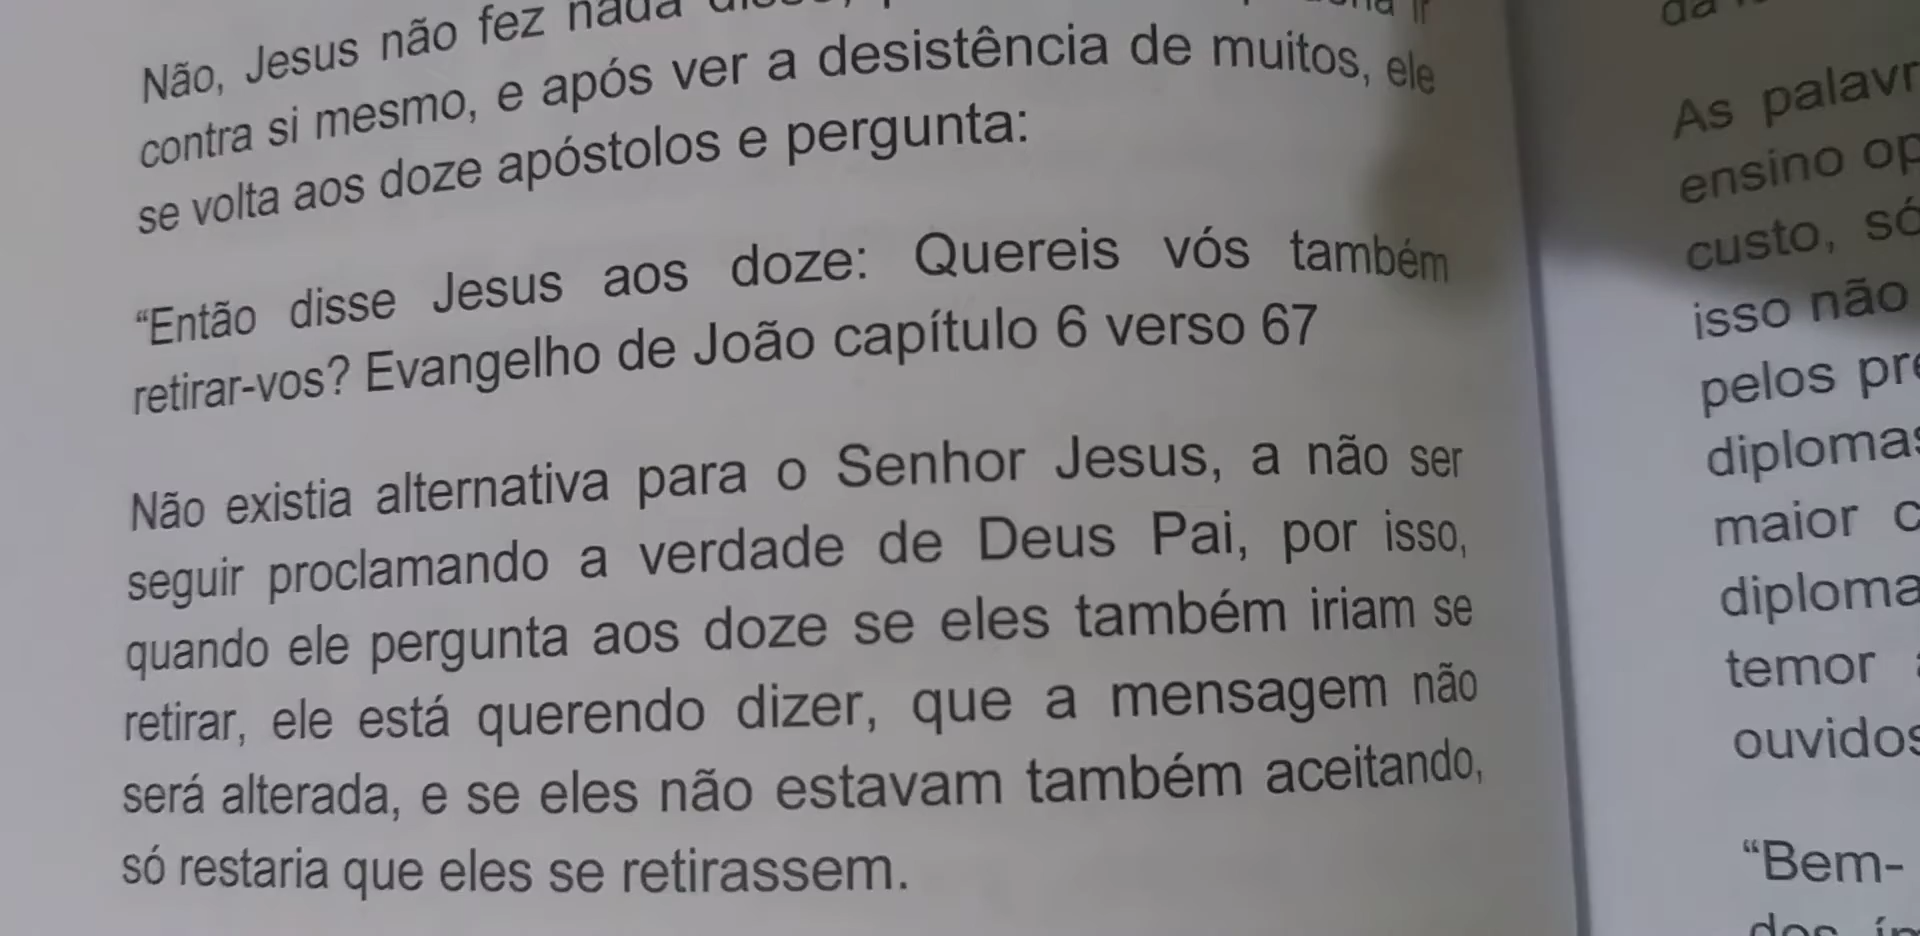 Não, Jesus não fez nada
contra si mesmo, e após ver a desistência de muitos, ele
se volta aos doze apóstolos e pergunta:
“Então disse Jesus aos doze: Quereis vós também
retirar-vos? Evangelho de João capítulo 6 verso 67
Não existia alternativa para o Senhor Jesus, a não ser
seguir proclamando a verdade de Deus Pai, por isso,
quando ele pergunta aos doze se eles também iriam se
retirar, ele está querendo dizer, que a mensagem não
será alterada, e se eles não estavam também aceitando,
só restaria que eles se retirassem.
As
ensino
custo, só
isso não
pelos
maior
temor
“Bem-